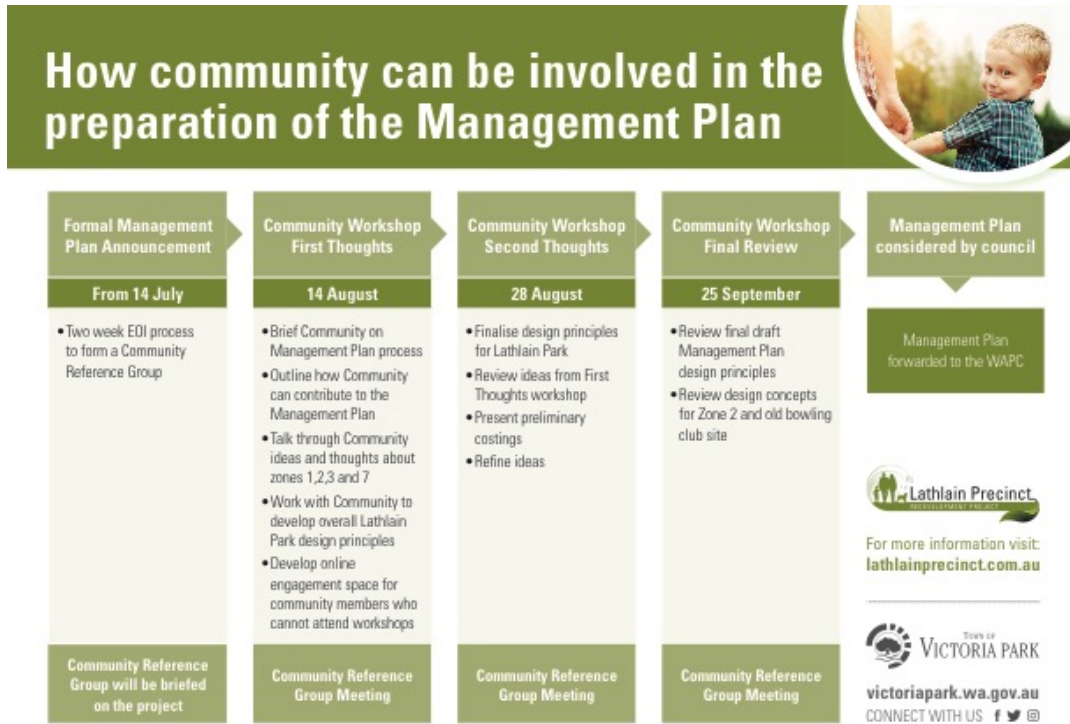 How community can be involved in the
preparation of the Management Plan
Formal Management
Plan Announcement
From 14 July
•Two week EOI process
to form a Community
Reference Group
Community Reference
Group will be briefed
on the project
Community Workshop
First Thoughts
14 August
•Brief Community on
Management Plan process
•Outline how Community
can contribute to the
Management Plan
•Talk through Community
ideas and thoughts about
zones 1,2,3 and 7
•Work with Community to
develop overall Lathlain
Park design principles
•Develop online
engagement space for
community members who
cannot attend workshops
Community Reference
Group Meeting
Community Workshop
Second Thoughts
28 August
•Finalise design principles
for Lathlain Park
•Review ideas from First
Thoughts workshop
•Present preliminary
costings
•Refine ideas
Community Reference
Group Meeting
Community Workshop
Final Review
25 September
•Review final draft
Management Plan
design principles
•Review design concepts
for Zone 2 and old bowling
club site
Community Reference
Group Meeting
Management Plan
considered by council
Management Plan
forwarded to the WAPC
Lathlain Precinct
REDEVELOPMENT PROJECT
For more information visit:
lathlainprecinct.com.au
TOWN OF
VICTORIA PARK
victoriapark.wa.gov.au
CONNECT WITH US